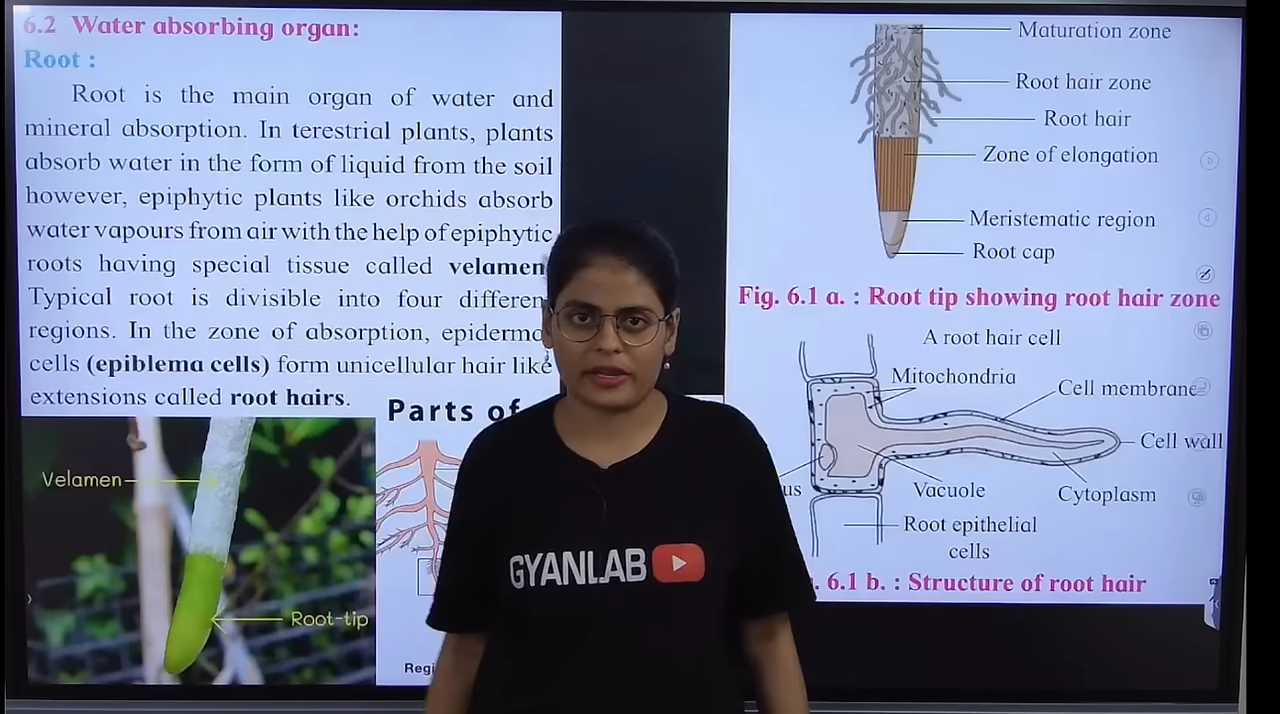 6.2 Water absorbing organ:
Root :
Root is the main organ of water and
mineral absorption. In terestrial plants, plants
absorb water in the form of liquid from the soil
however, epiphytic plants like orchids absorb
water vapours from air with the help of epiphytic
roots having special tissue called velamen
Typical root is divisible into four differen
regions. In the zone of absorption, epiderma
cells (epiblema cells) form unicellular hair like
extensions called root hairs.
Velamen
Root-tip
Parts of
Regi
GYANLAB
Maturation zone
Root hair zone
Root hair
Zone of elongation
Meristematic region
Root cap
Fig. 6.1 a. : Root tip showing root hair zone
A root hair cell
Mitochondria
Cell membrane
Cell wall
us
Vacuole
Cytoplasm
Root epithelial
cells
. 6.1 b. : Structure of root hair